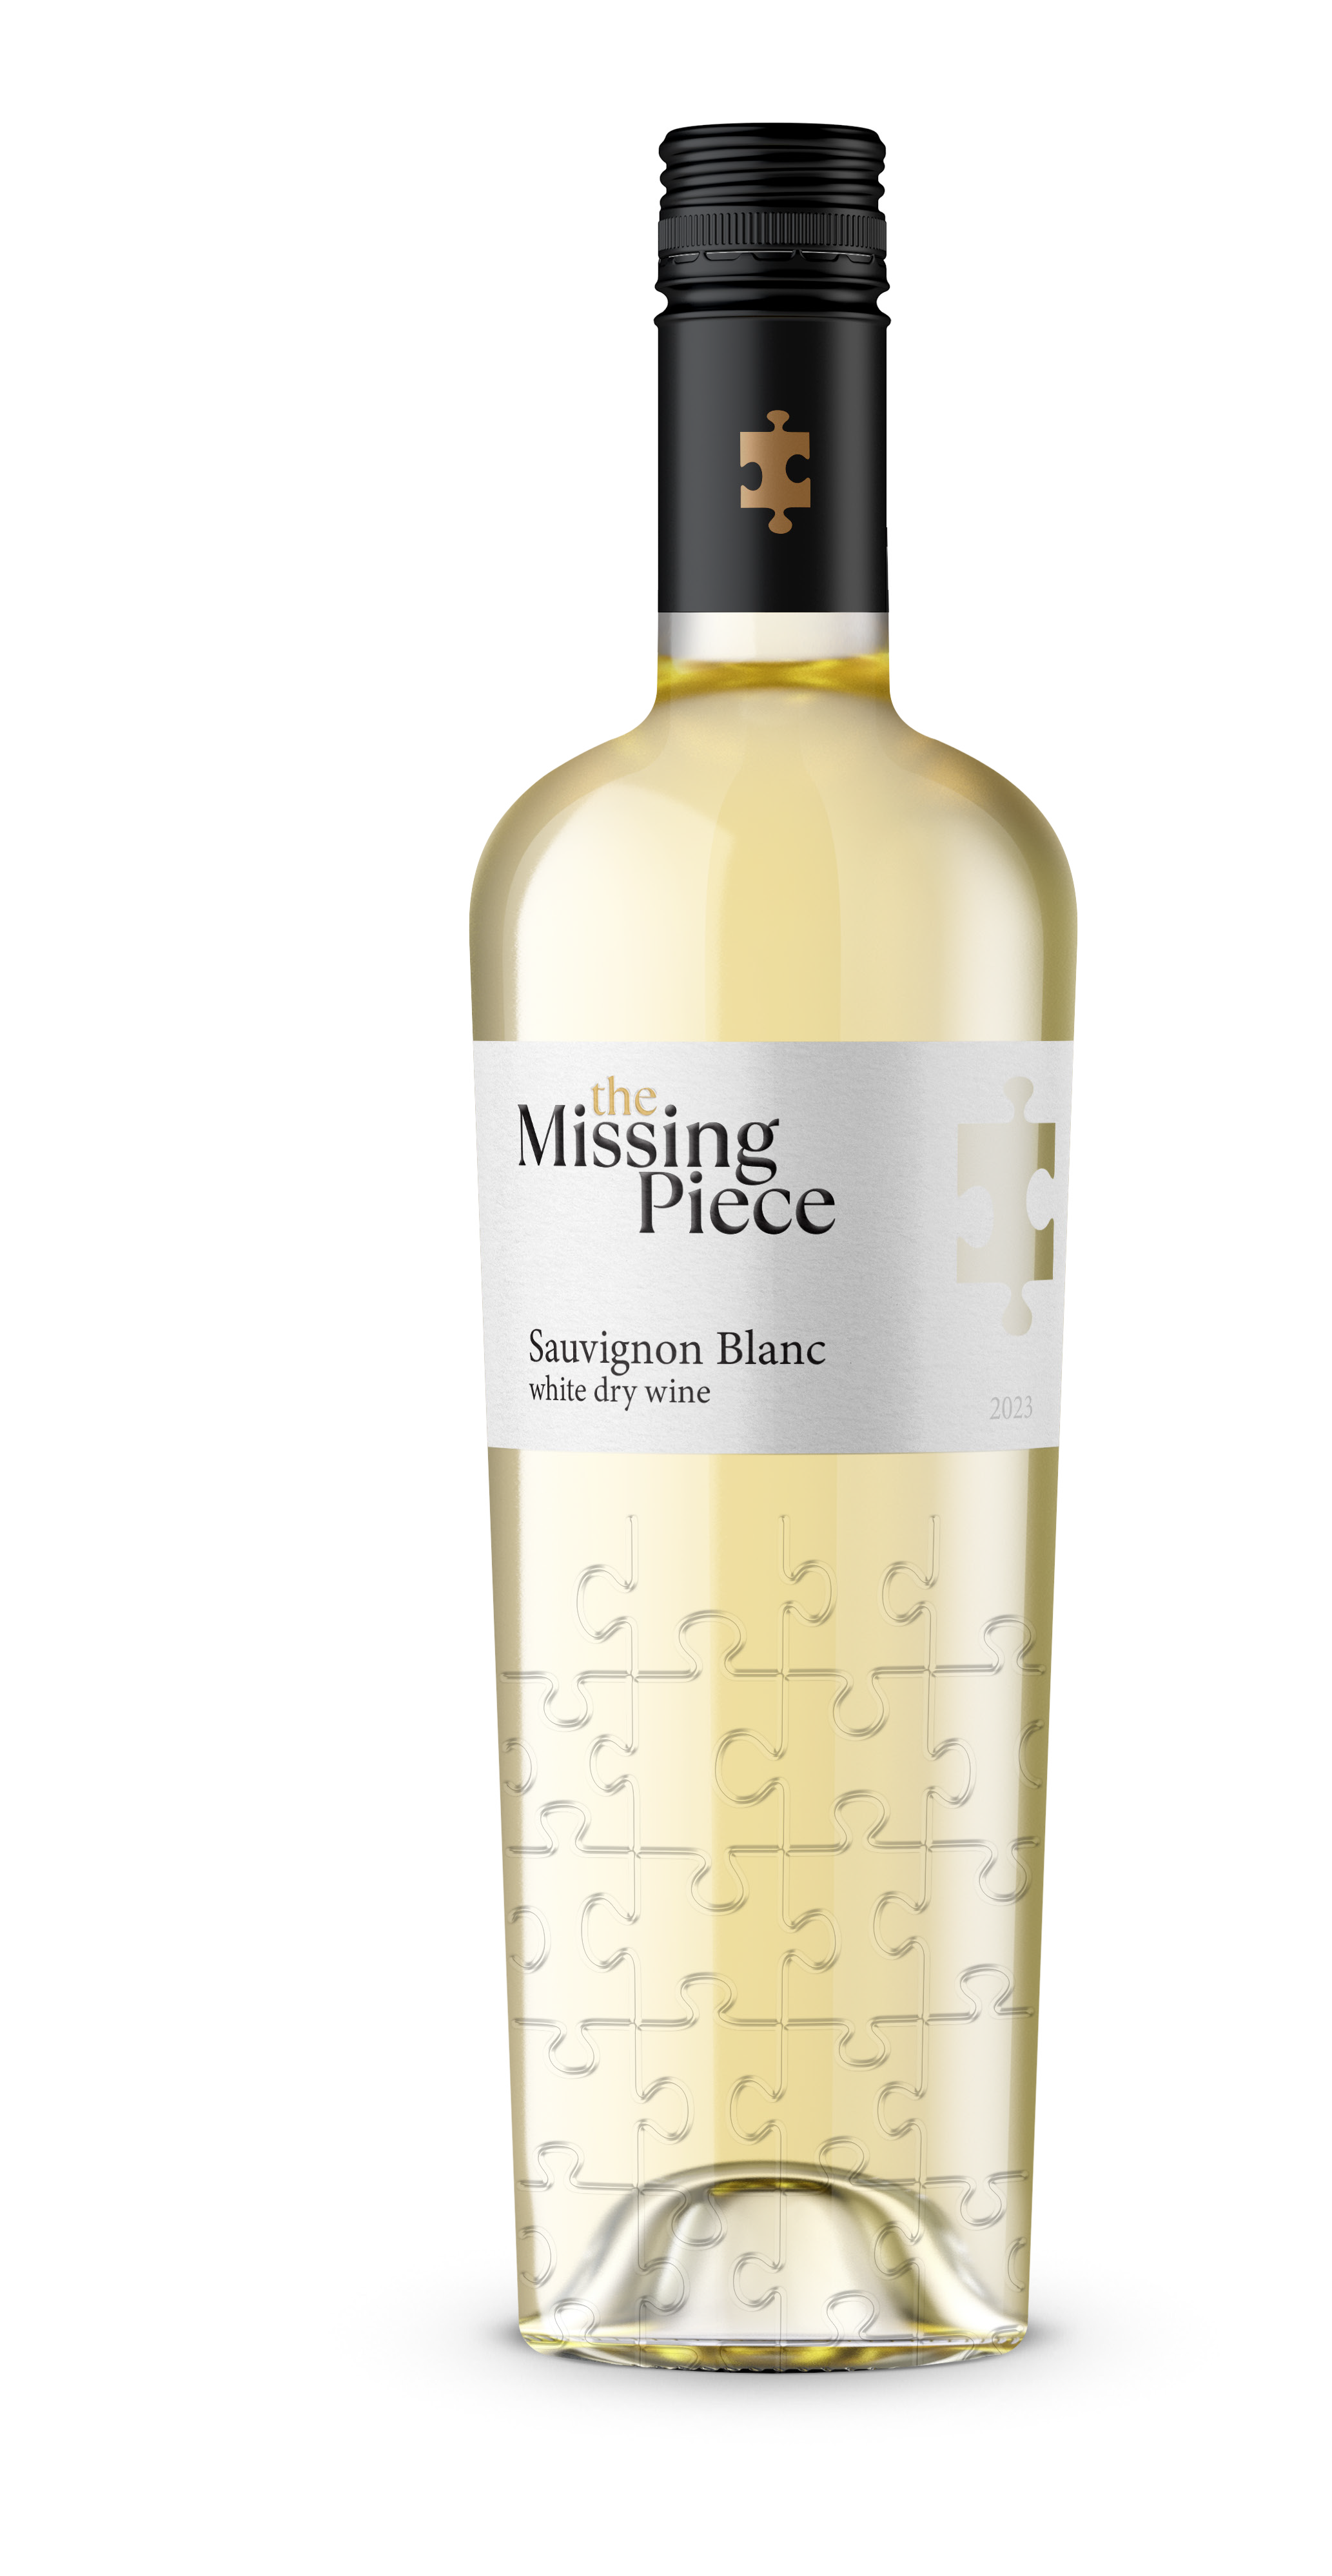 the
Missing
Piece
Sauvignon Blanc
white dry wine
2023